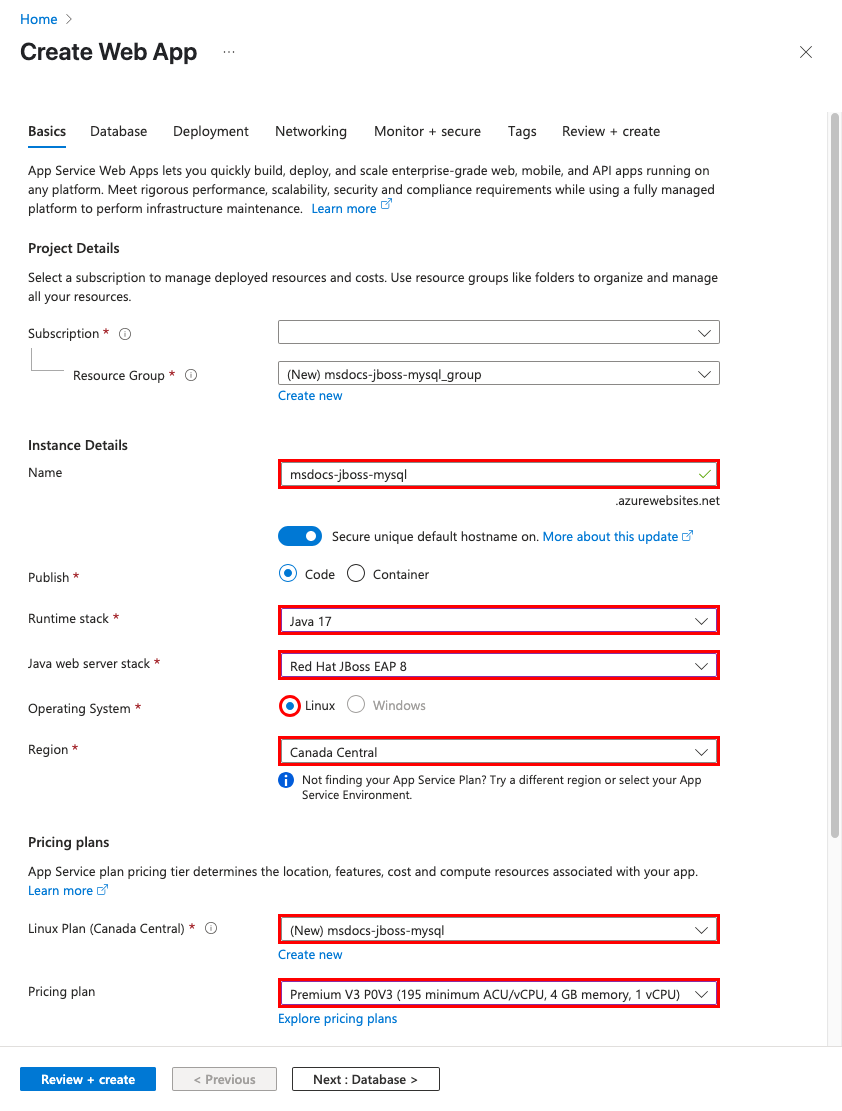 Home >
Create Web App ...
Basics Database Deployment Networking Monitor + secure Tags Review + create
App Service Web Apps lets you quickly build, deploy, and scale enterprise-grade web, mobile, and API apps running on
any platform. Meet rigorous performance, scalability, security and compliance requirements while using a fully managed
platform to perform infrastructure maintenance. Learn more
Project Details
Select a subscription to manage deployed resources and costs. Use resource groups like folders to organize and manage
all your resources.
Subscription *
Resource Group * (New) msdocs-jboss-mysql_group
Create new
Instance Details
Name msdocs-jboss-mysql
.azurewebsites.net
Secure unique default hostname on. More about this update
Publish * Code Container
Runtime stack * Java 17
Java web server stack * Red Hat JBoss EAP 8
Operating System * Linux Windows
Region * Canada Central
Not finding your App Service Plan? Try a different region or select your App
Service Environment.
Pricing plans
App Service plan pricing tier determines the location, features, cost and compute resources associated with your app.
Learn more
Linux Plan (Canada Central) * (New) msdocs-jboss-mysql
Create new
Pricing plan Premium V3 P0V3 (195 minimum ACU/vCPU, 4 GB memory, 1 vCPU)
Explore pricing plans
Review + create < Previous Next : Database >